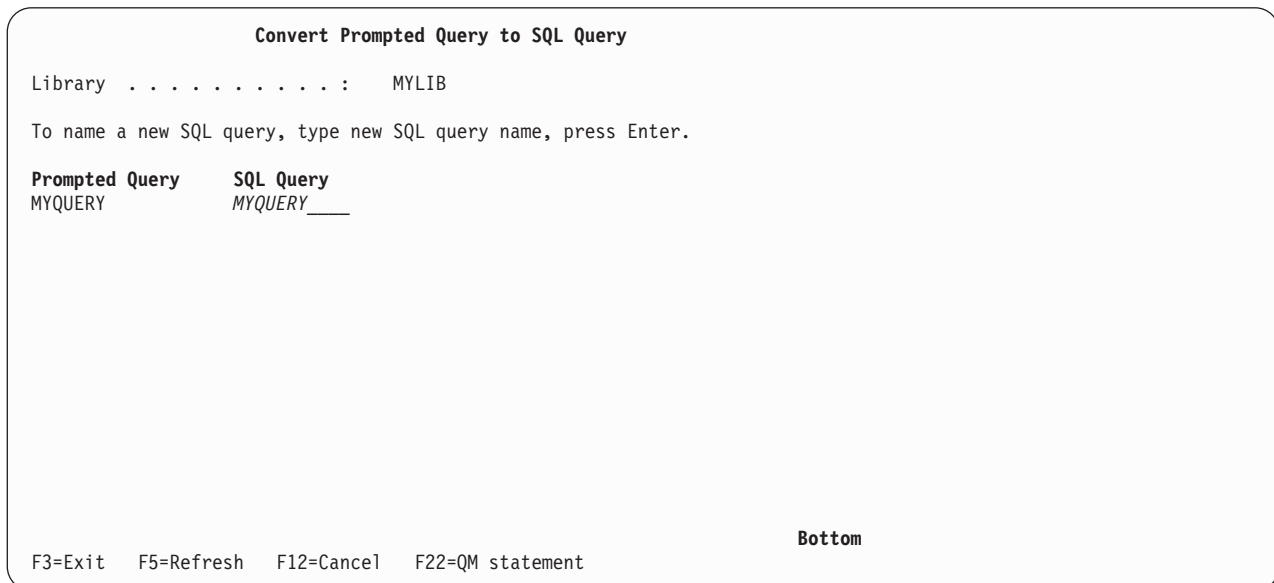 Convert Prompted Query to SQL Query
Library . . . . . . . . . . : MYLIB
To name a new SQL query, type new SQL query name, press Enter.
Prompted Query SQL Query
MYQUERY MYQUERY____
Bottom
F3=Exit F5=Refresh F12=Cancel F22=QM statement